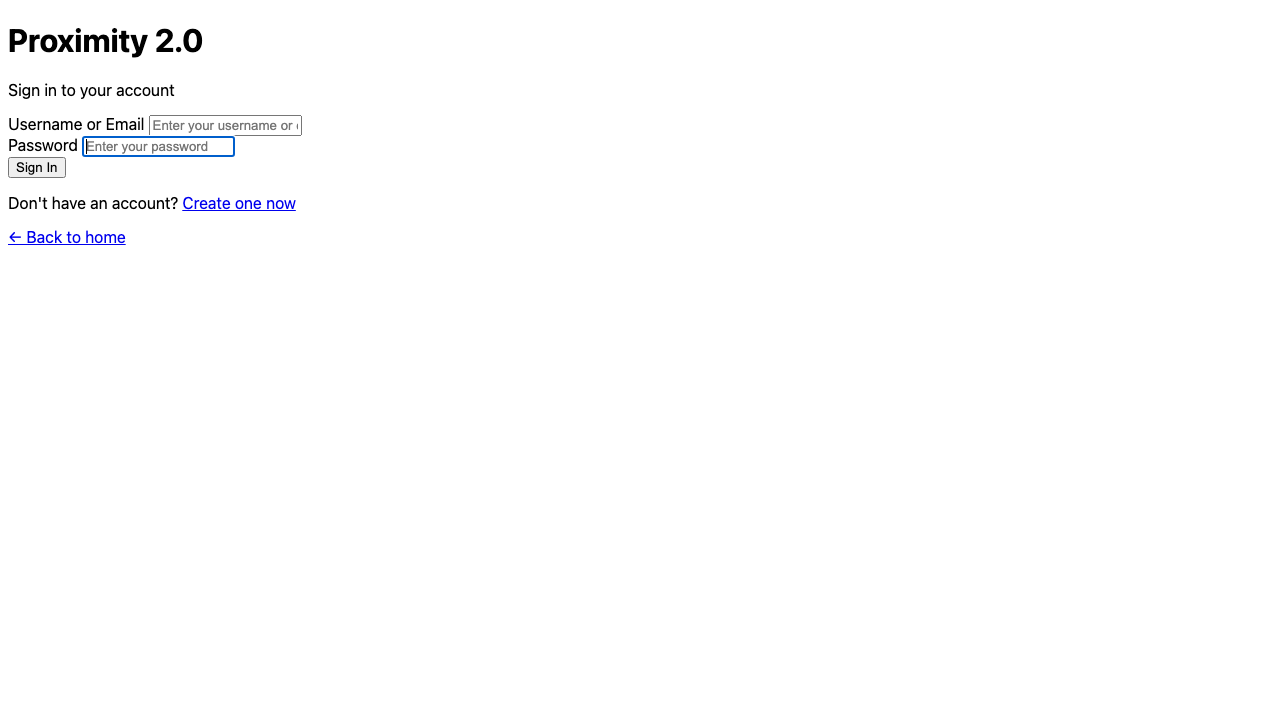 Proximity 2.0
Sign in to your account
Username or Email Enter your username or
Password Enter your password
Sign In
Don't have an account? Create one now
← Back to home